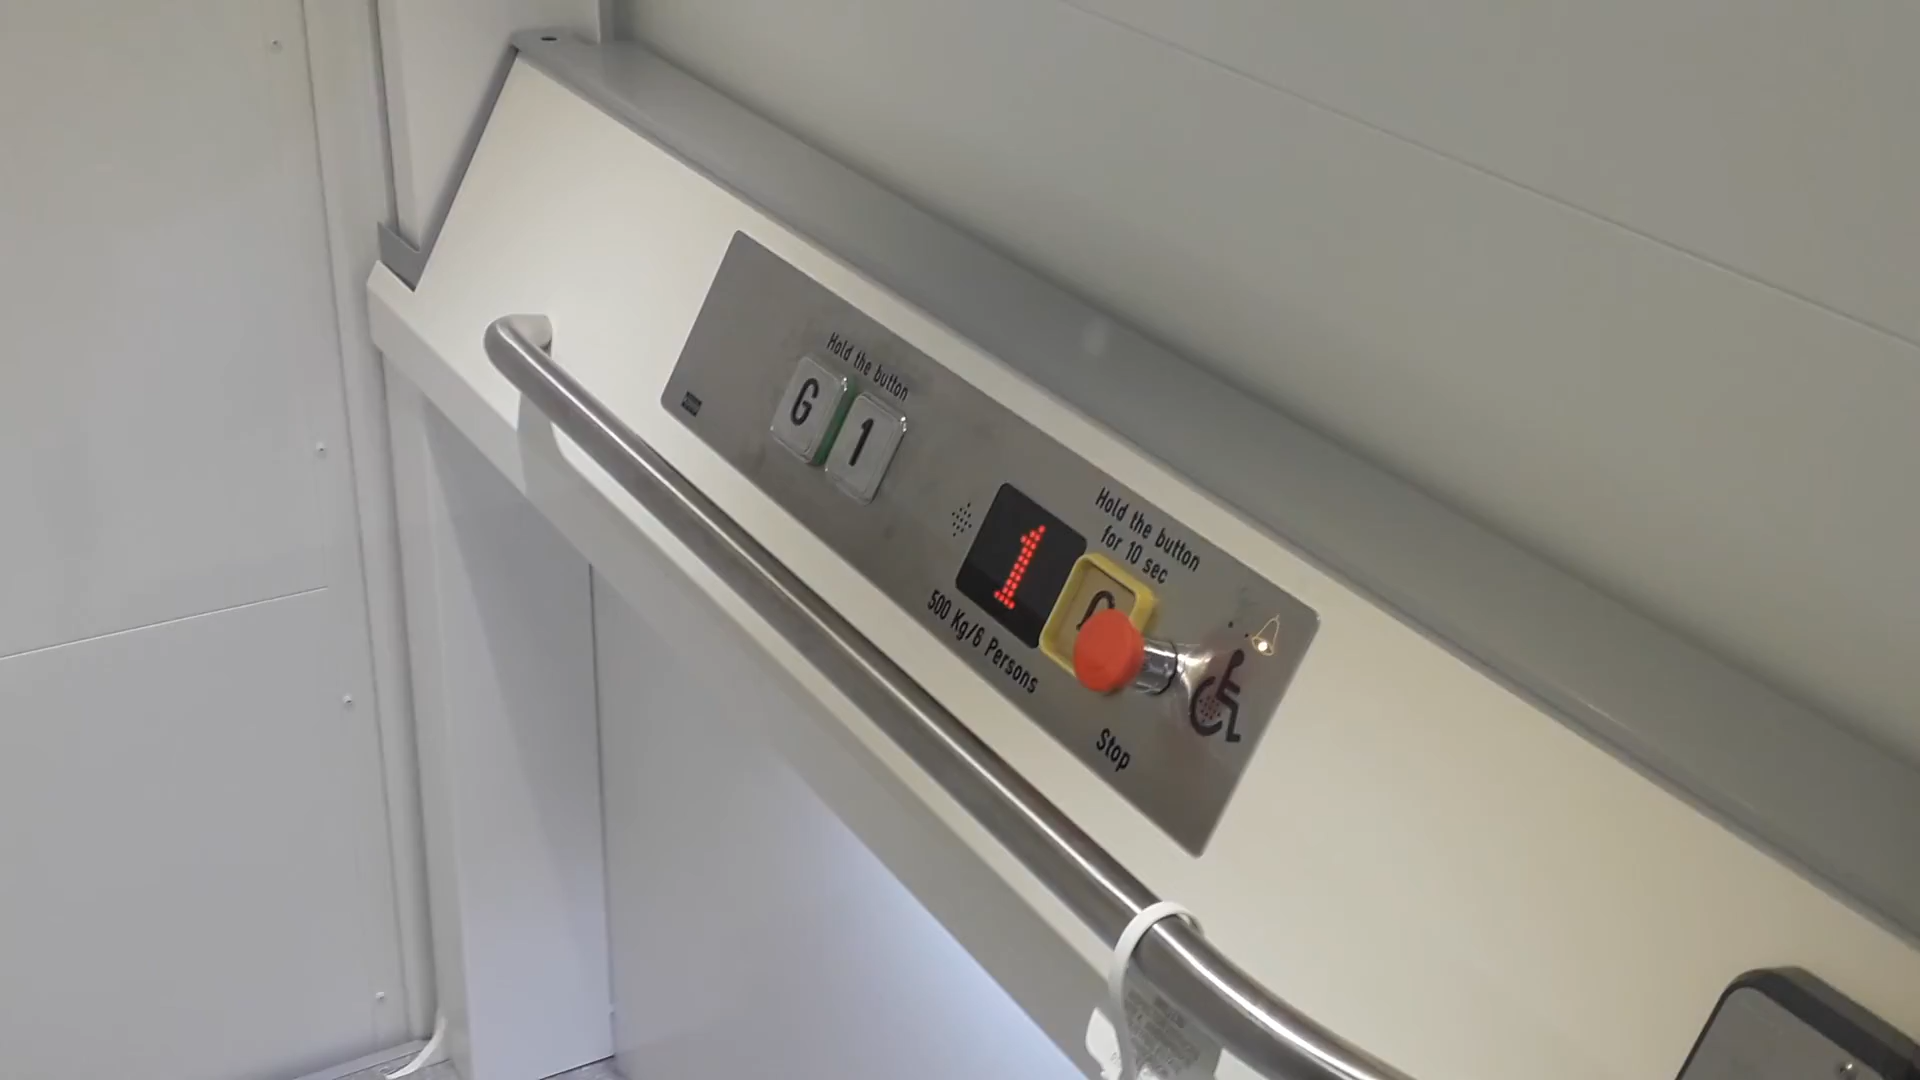 Hold the button
G
1
1
Hold the button
for 10 sec
500 Kg/6 Persons
Stop